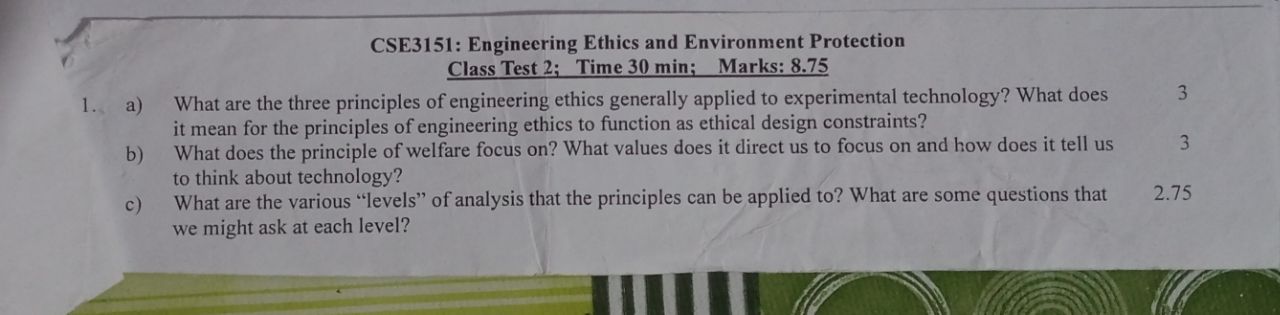 CSE3151: Engineering Ethics and Environment Protection
Class Test 2; Time 30 min; Marks: 8.75
1. a) What are the three principles of engineering ethics generally applied to experimental technology? What does 3
it mean for the principles of engineering ethics to function as ethical design constraints?
b) What does the principle of welfare focus on? What values does it direct us to focus on and how does it tell us 3
to think about technology?
c) What are the various “levels” of analysis that the principles can be applied to? What are some questions that 2.75
we might ask at each level?